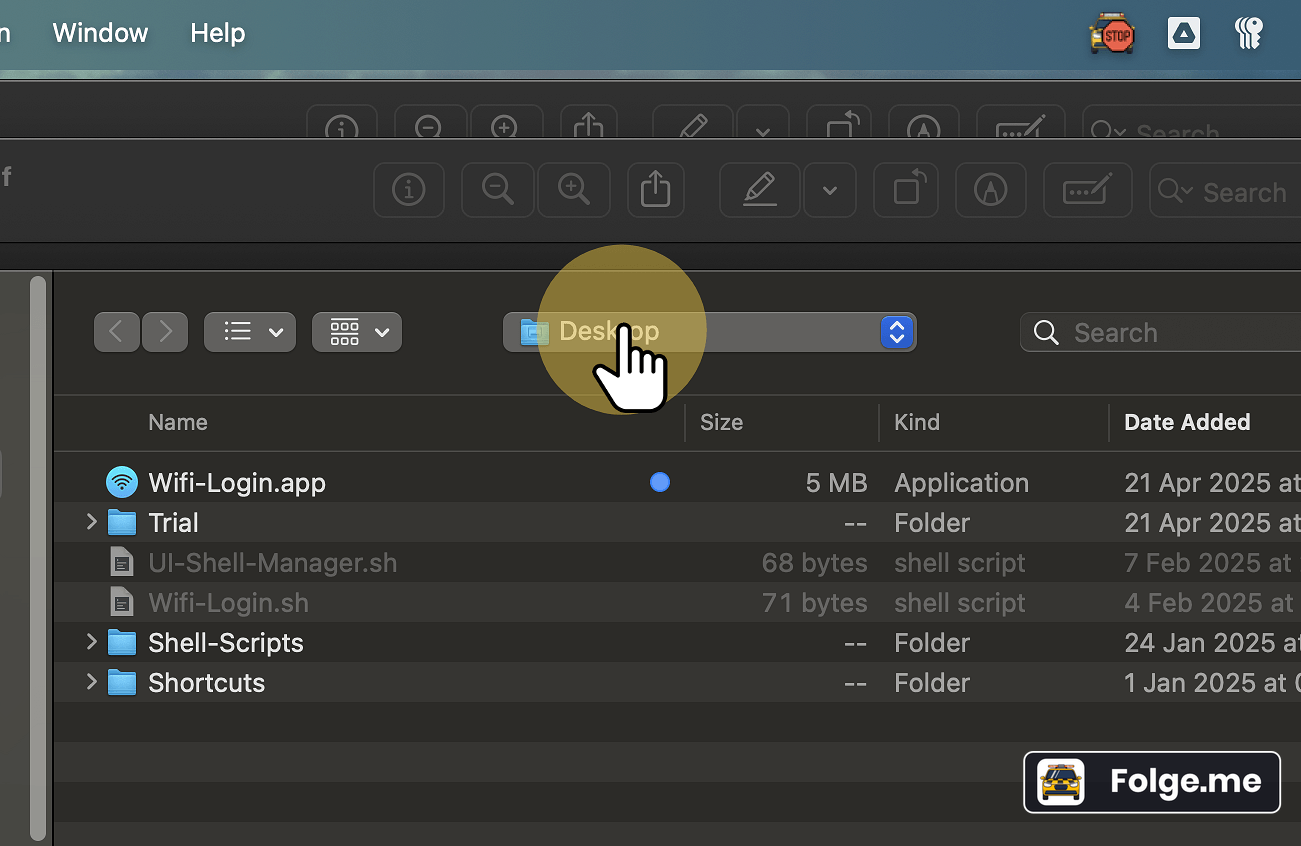 n Window Help
STOP
Search
f
Search
Desktop
Search
Name Size Kind Date Added
Wifi-Login.app 5 MB Application 21 Apr 2025 at
Trial -- Folder 21 Apr 2025 at
UI-Shell-Manager.sh 68 bytes shell script 7 Feb 2025 at
Wifi-Login.sh 71 bytes shell script 4 Feb 2025 at
Shell-Scripts -- Folder 24 Jan 2025 at
Shortcuts -- Folder 1 Jan 2025 at 0
Folge.me